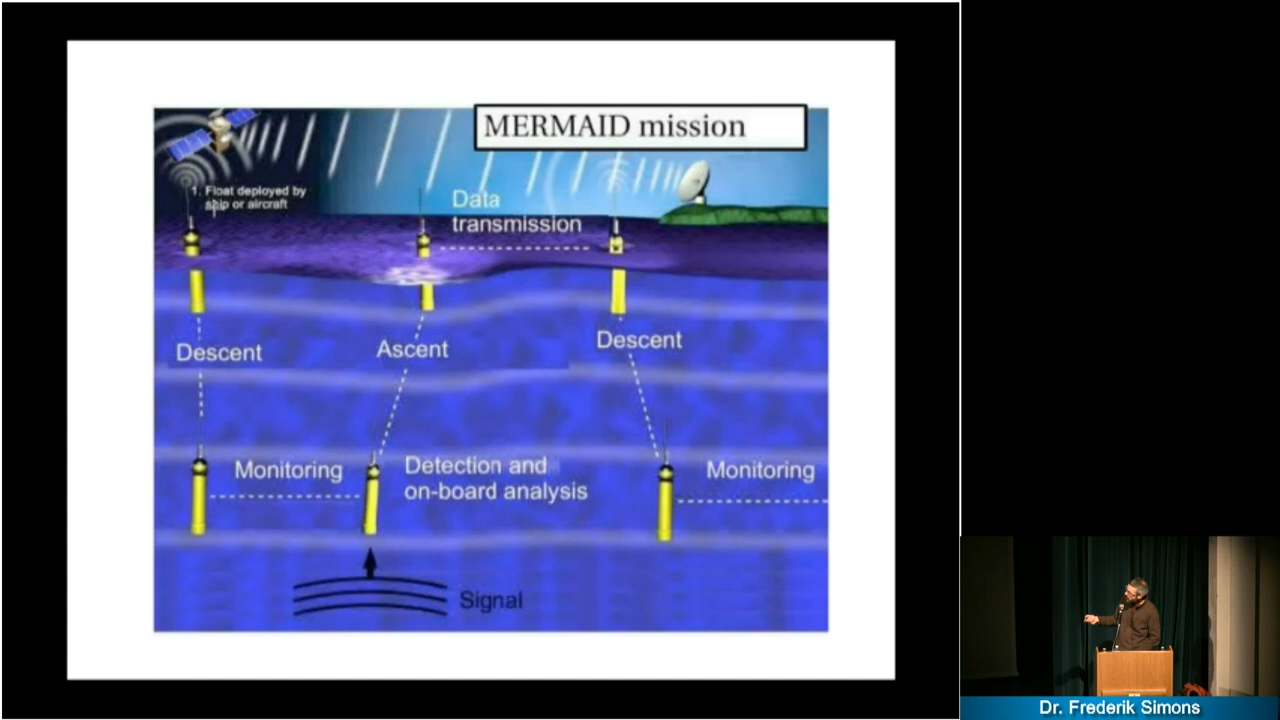 MERMAID mission
1. Float deployed by
ship or aircraft
Data
transmission
Descent
Ascent
Descent
Monitoring
Detection and
on-board analysis
Monitoring
Signal
Dr. Frederik Simons